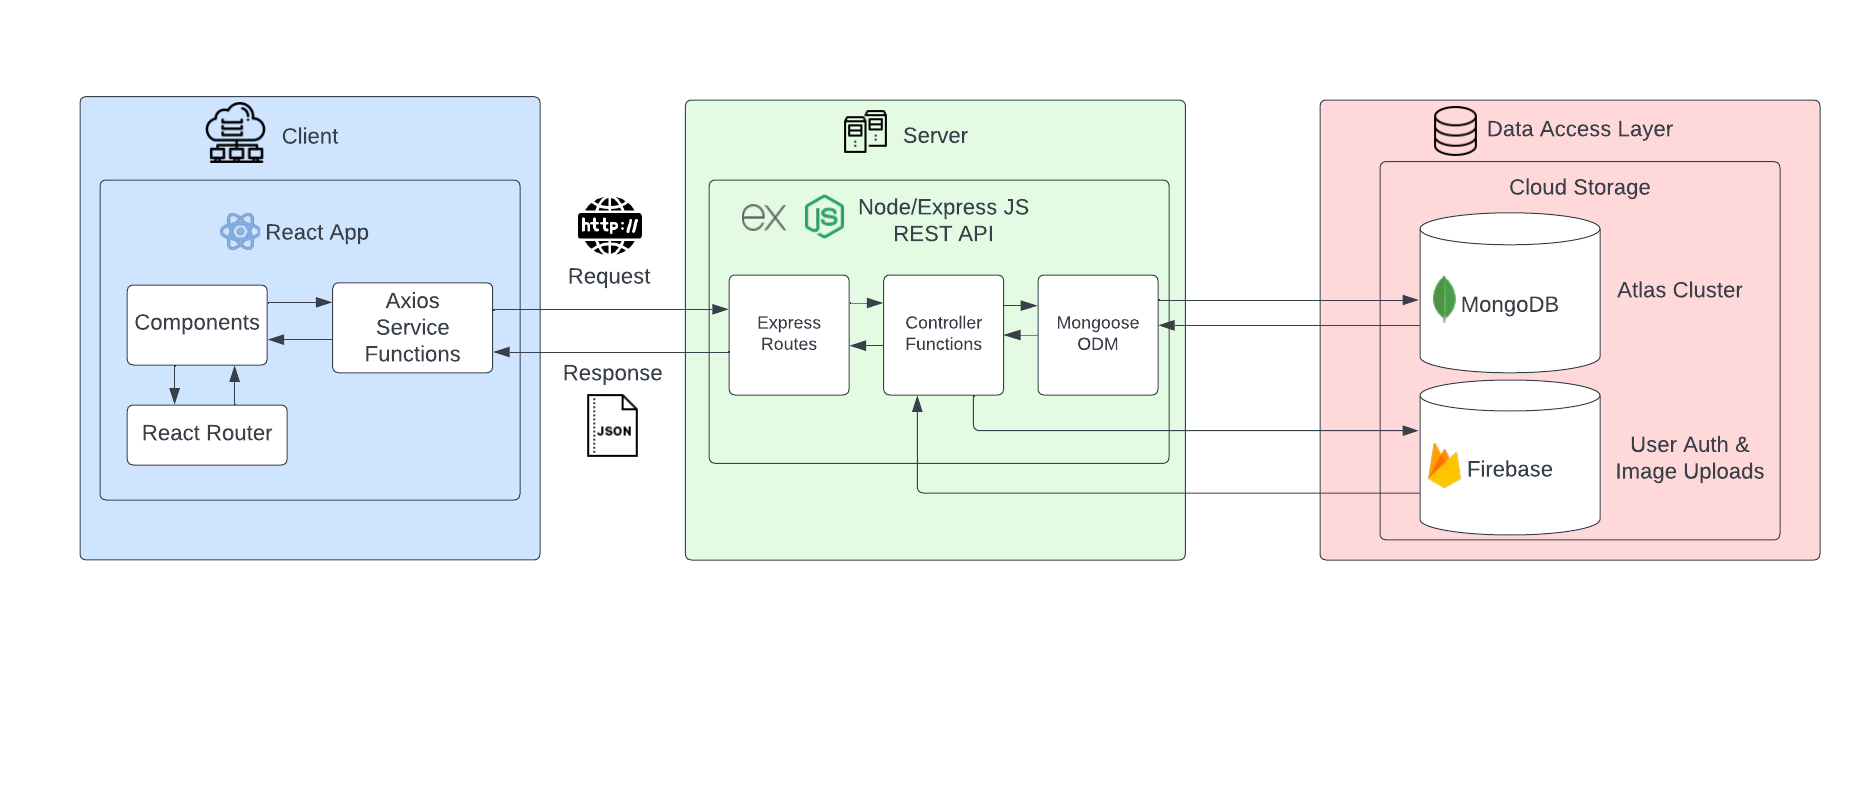 Client
React App
Components
Axios
Service
Functions
React Router
http://
Request
Response
JSON
Server
ex
JS
Node/Express JS
REST API
Express
Routes
Controller
Functions
Mongoose
ODM
Data Access Layer
Cloud Storage
MongoDB
Atlas Cluster
Firebase
User Auth &
Image Uploads